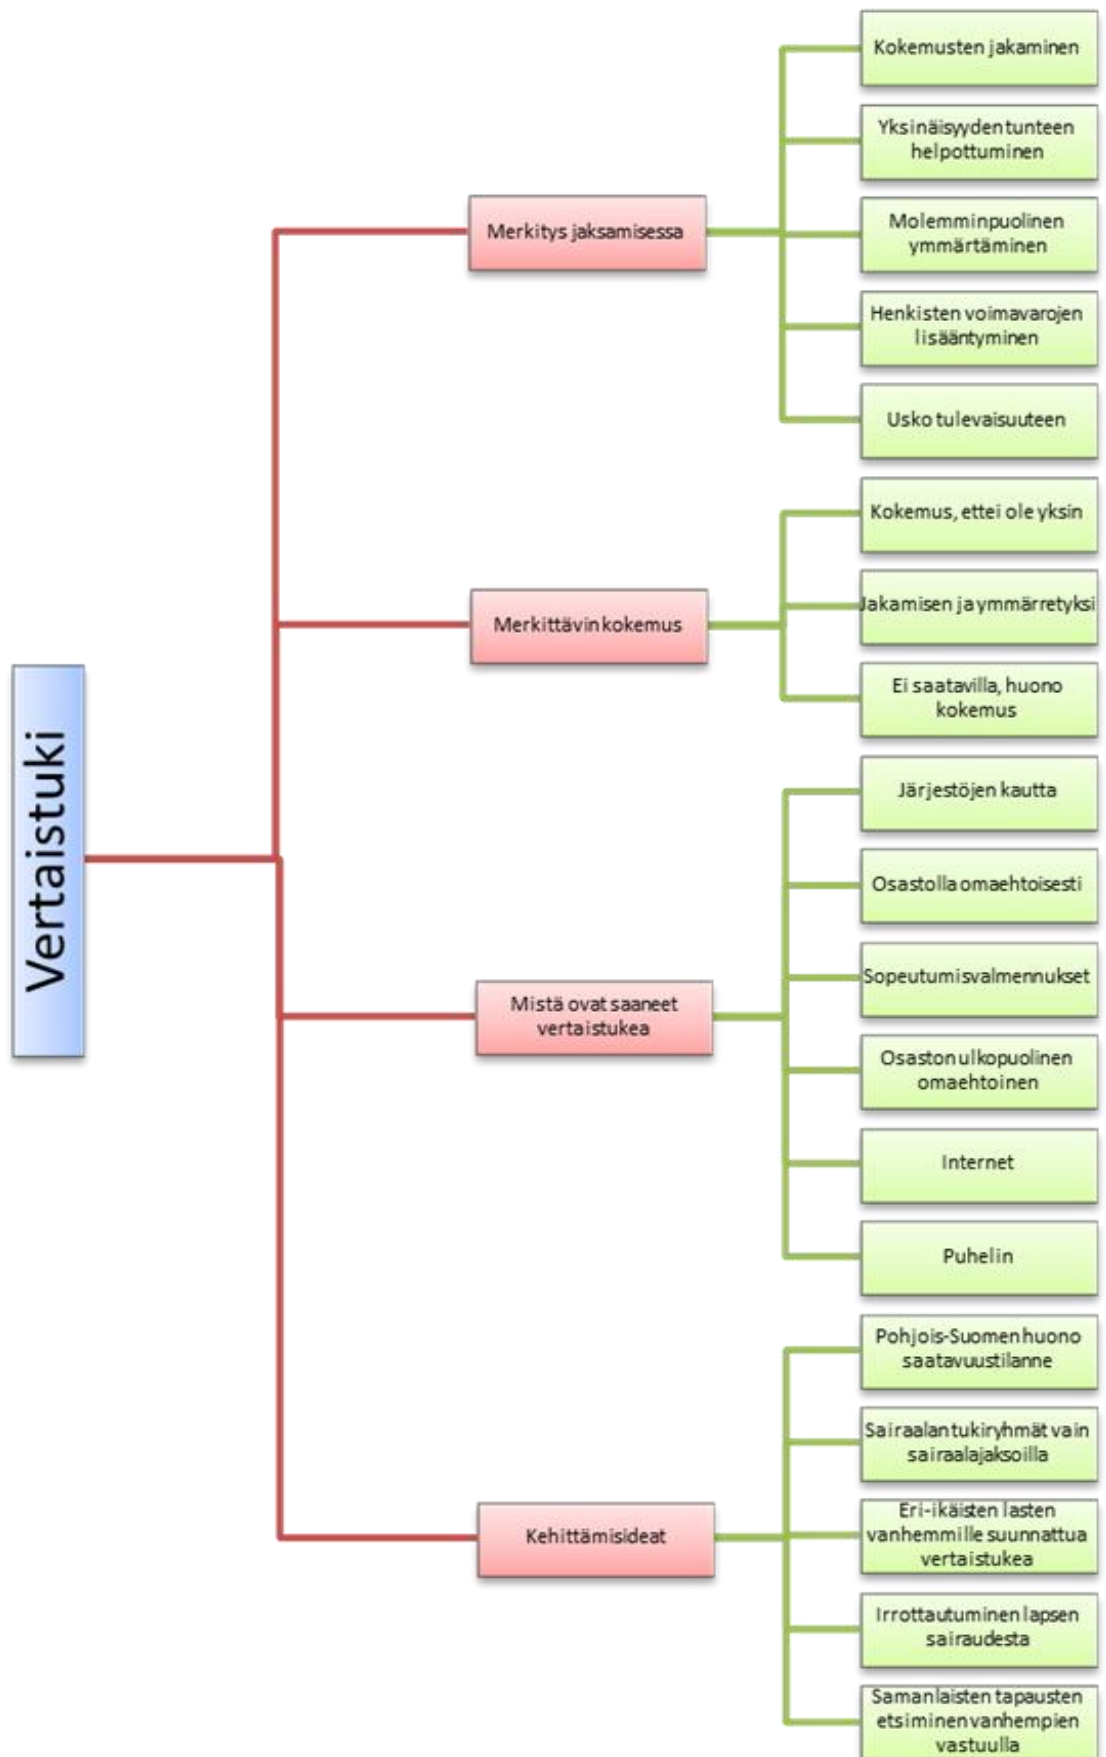 Vertaistuki
Merkitys jaksamisessa
Kokemusten jakaminen
Yksinäisyyden tunteen
helpottuminen
Molemminpuolinen
ymmärtäminen
Henkisten voimavarojen
lisääntyminen
Usko tulevaisuuteen
Merkittävin kokemus
Kokemus, ettei ole yksin
Jakamisen ja ymmärretyksi
Ei saatavilla, huono
kokemus
Mistä ovat saaneet
vertaistukea
Järjestöjen kautta
Osastolla omaehtoisesti
Sopeutumisvalmennukset
Osaston ulkopuolinen
omaehtoinen
Internet
Puhelin
Kehittämisideat
Pohjois-Suomen huono
saatavuustilanne
Sairaalan tukiryhmät vain
sairaalajaksoilla
Eri-ikäisten lasten
vanhemmille suunnattua
vertaistukea
Irrottautuminen lapsen
sairaudesta
Samanlaisten tapausten
etsiminen vanhempien
vastuulla